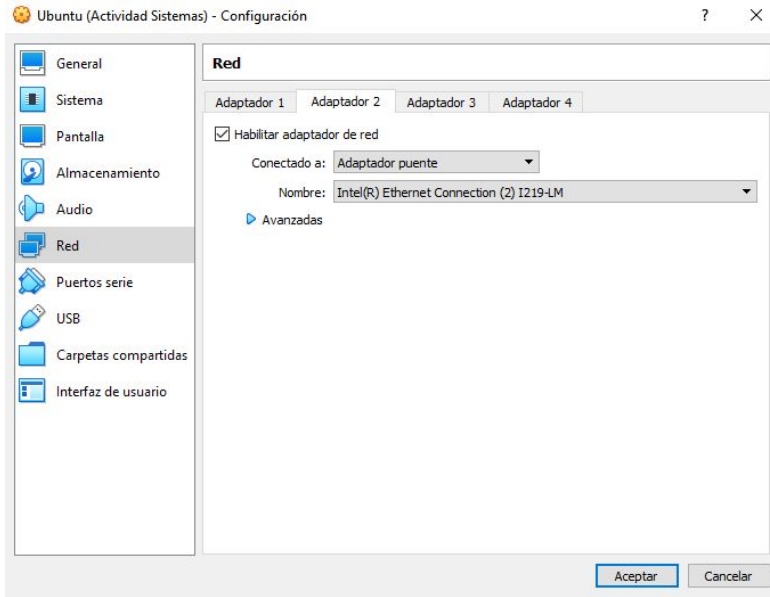 Ubuntu (Actividad Sistemas) - Configuración ?
General
Sistema
Pantalla
Almacenamiento
Audio
Red
Puertos serie
USB
Carpetas compartidas
Interfaz de usuario
Red
Adaptador 1 Adaptador 2 Adaptador 3 Adaptador 4
Habilitar adaptador de red
Conectado a: Adaptador puente
Nombre: Intel(R) Ethernet Connection (2) I219-LM
Avanzadas
Aceptar Cancelar